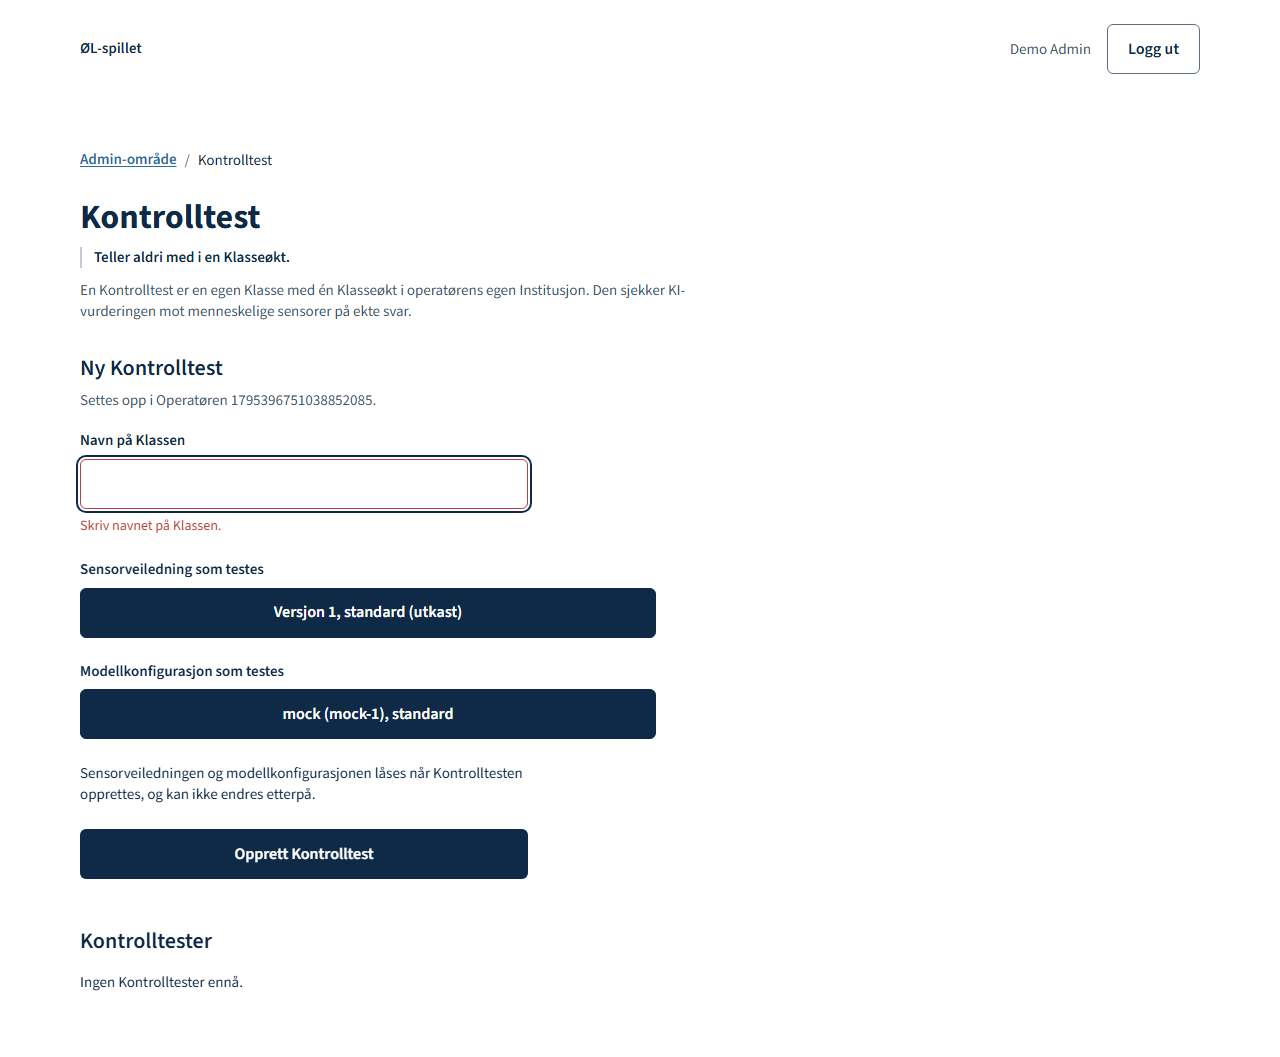 ØL-spillet
Demo Admin
Logg ut
Admin-område / Kontrolltest
Kontrolltest
Teller aldri med i en Klasseøkt.
En Kontrolltest er en egen Klasse med én Klasseøkt i operatørens egen Institusjon. Den sjekker KI-
vurderingen mot menneskelige sensorer på ekte svar.
Ny Kontrolltest
Settes opp i Operatøren 1795396751038852085.
Navn på Klassen
Skriv navnet på Klassen.
Sensorveiledning som testes
Versjon 1, standard (utkast)
Modellkonfigurasjon som testes
mock (mock-1), standard
Sensorveiledningen og modellkonfigurasjonen låses når Kontrolltesten
opprettes, og kan ikke endres etterpå.
Opprett Kontrolltest
Kontrolltester
Ingen Kontrolltester ennå.